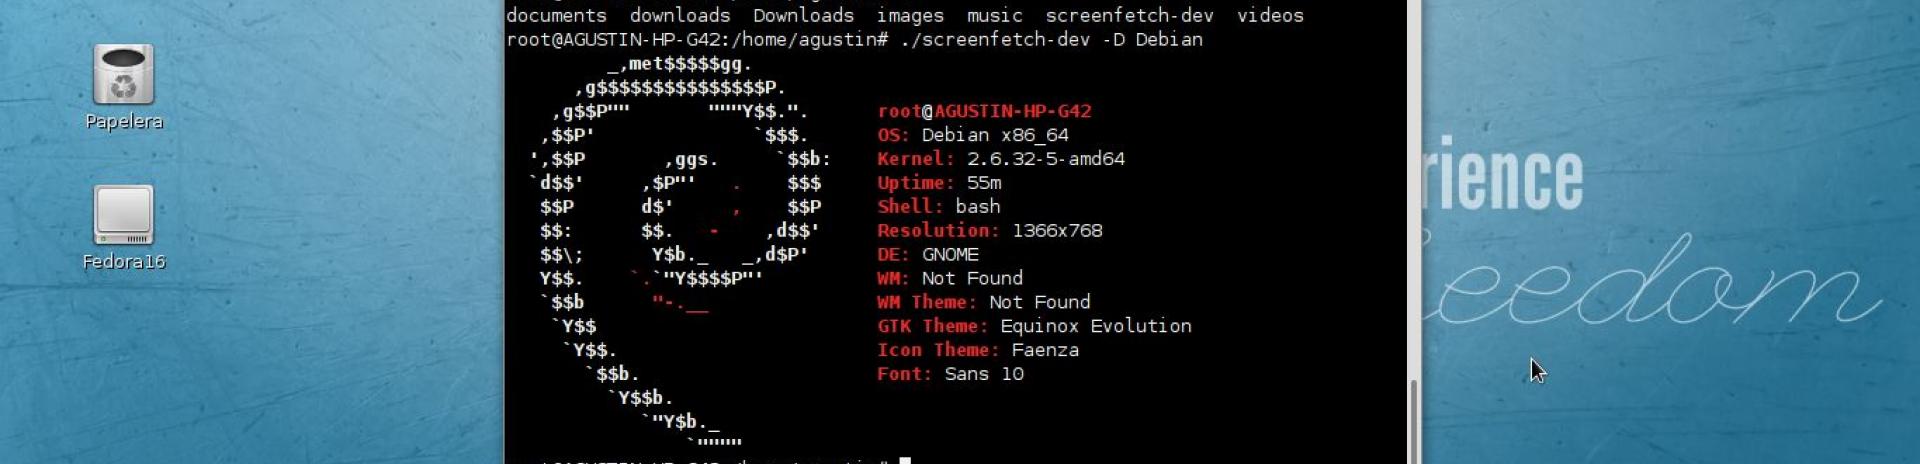 documents  downloads  Downloads  images  music  screenfetch-dev  videos
root@AGUSTIN-HP-G42:/home/agustin# ./screenfetch-dev -D Debian
         _,met$$$$$gg.
      ,g$$$$$$$$$$$$$$$P.
    ,g$$P""       """Y$$.".      root@AGUSTIN-HP-G42
   ,$$P'              `$$$.      OS: Debian x86_64
  ',$$P       ,ggs.     `$$b:    Kernel: 2.6.32-5-amd64
  `d$$'     ,$P"'   .    $$$     Uptime: 55m
   $$P      d$'     ,    $$P     Shell: bash
   $$:      $$.   -    ,d$$'     Resolution: 1366x768
   $$\;      Y$b._   _,d$P'      DE: GNOME
   Y$$.    `.`"Y$$$$P"'          WM: Not Found
   `$$b      "-.__               WM Theme: Not Found
    `Y$$                         GTK Theme: Equinox Evolution
     `Y$$.                       Icon Theme: Faenza
       `$$b.                     Font: Sans 10
         `Y$$b.
            `"Y$b._
                `""""
Papelera
Fedora16
rience
eedom